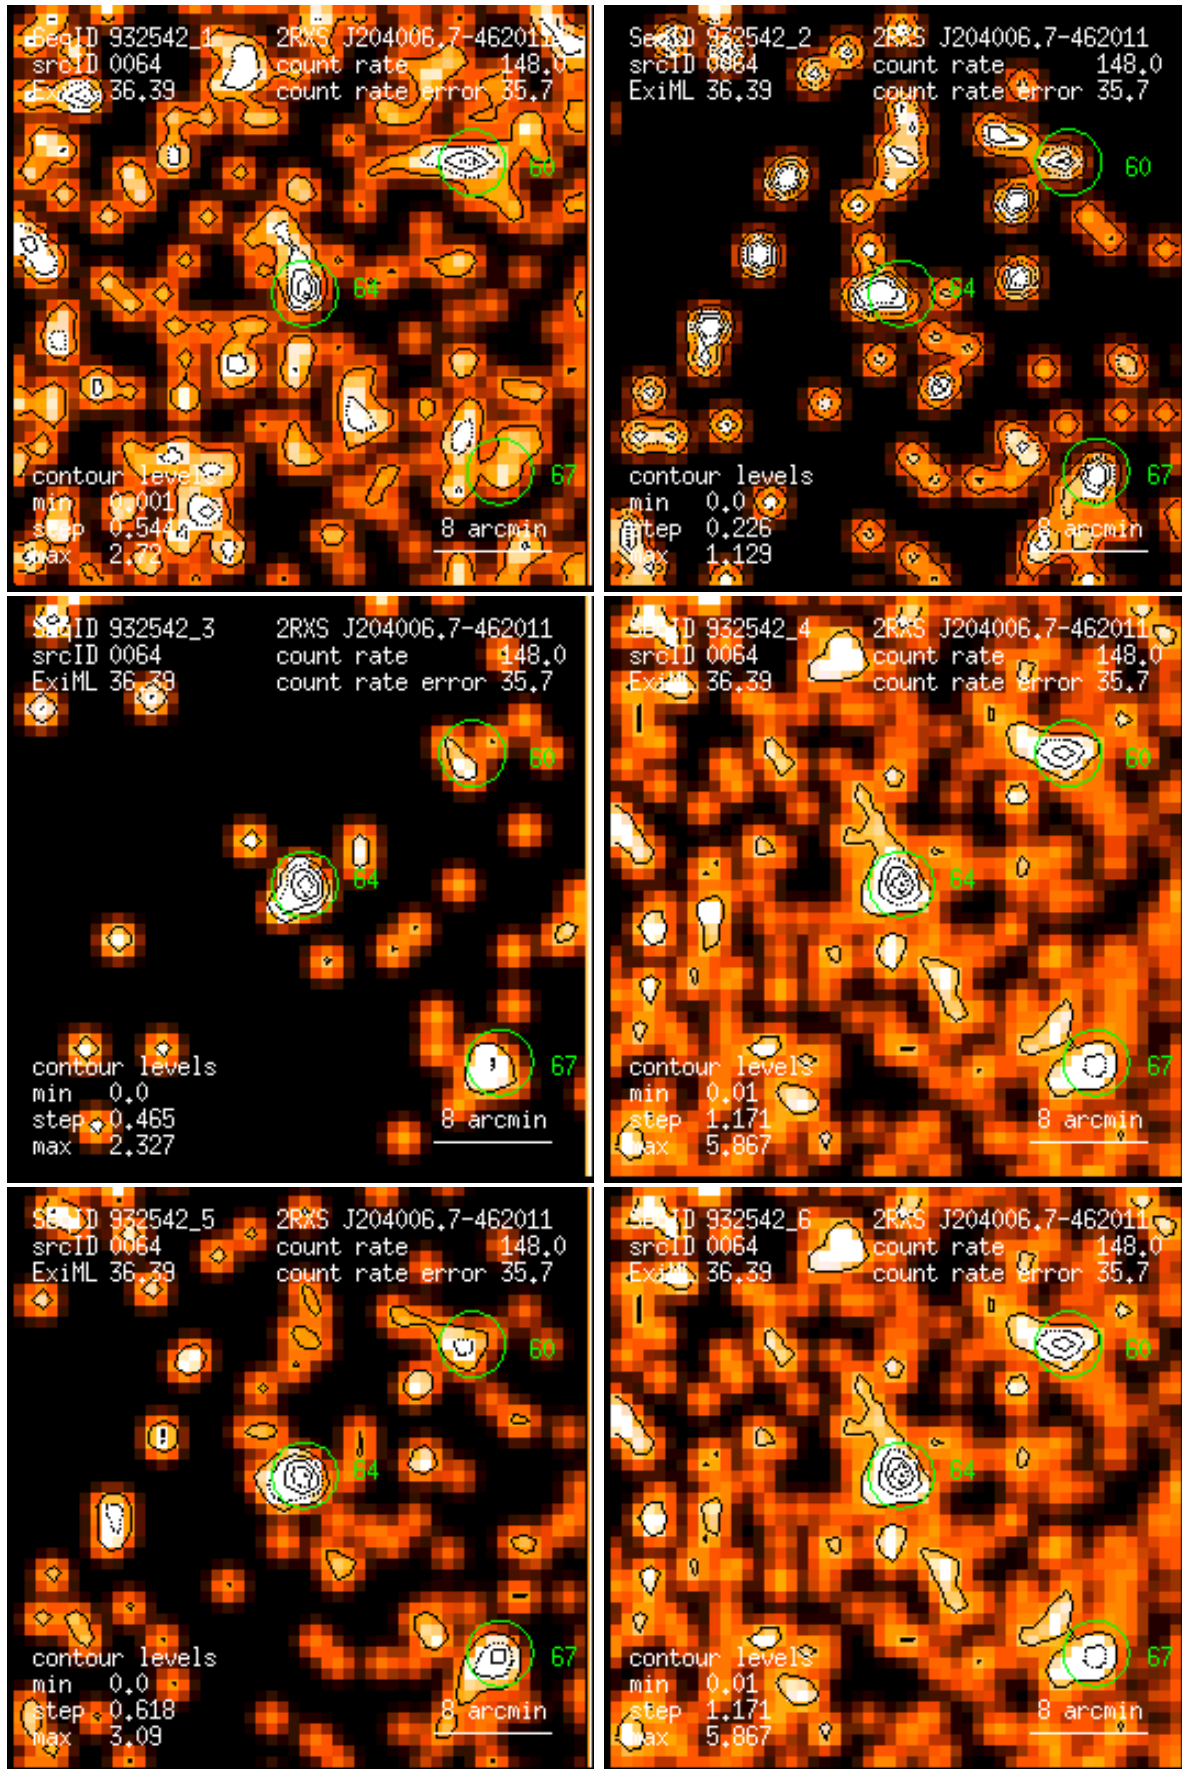 SeqID 932542_1 2RXS J204006.7-462011
srcID 0064 count rate 148.0
ExiML 36.39 count rate error 35.7
60
64
67
contour levels
min 0.001
step 0.544
max 2.72
8 arcmin
SeqID 932542_2 2RXS J204006.7-462011
srcID 0064 count rate 148.0
ExiML 36.39 count rate error 35.7
60
64
67
contour levels
min 0.0
step 0.226
max 1.129
8 arcmin
SeqID 932542_3 2RXS J204006.7-462011
srcID 0064 count rate 148.0
ExiML 36.39 count rate error 35.7
60
64
67
contour levels
min 0.0
step 0.465
max 2.327
8 arcmin
SeqID 932542_4 2RXS J204006.7-462011
srcID 0064 count rate 148.0
ExiML 36.39 count rate error 35.7
60
64
67
contour levels
min 0.01
step 1.171
max 5.867
8 arcmin
SeqID 932542_5 2RXS J204006.7-462011
srcID 0064 count rate 148.0
ExiML 36.39 count rate error 35.7
60
64
67
contour levels
min 0.0
step 0.618
max 3.09
8 arcmin
SeqID 932542_6 2RXS J204006.7-462011
srcID 0064 count rate 148.0
ExiML 36.39 count rate error 35.7
60
64
67
contour levels
min 0.01
step 1.171
max 5.867
8 arcmin